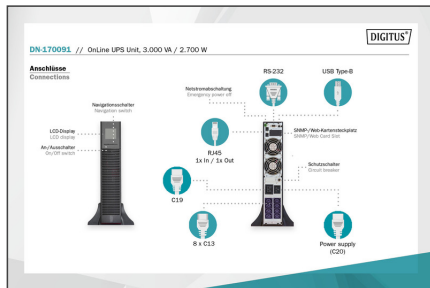 DIGITUS®
DN-170091 // OnLine UPS Unit, 3.000 VA / 2.700 W
Anschlüsse
Connections
RS-232
USB Type-B
Netstromabschaltung
Emergency power off
Navigationsschalter
Navigation switch
LCD-Display
LCD display
An/Ausschalter
On/Off switch
RJ45
1x In / 1x Out
SNMP/Web-Kartensteckplatz
SNMP/Web Card Slot
Schutzschalter
Circuit breaker
C19
8 x C13
Power supply
(C20)